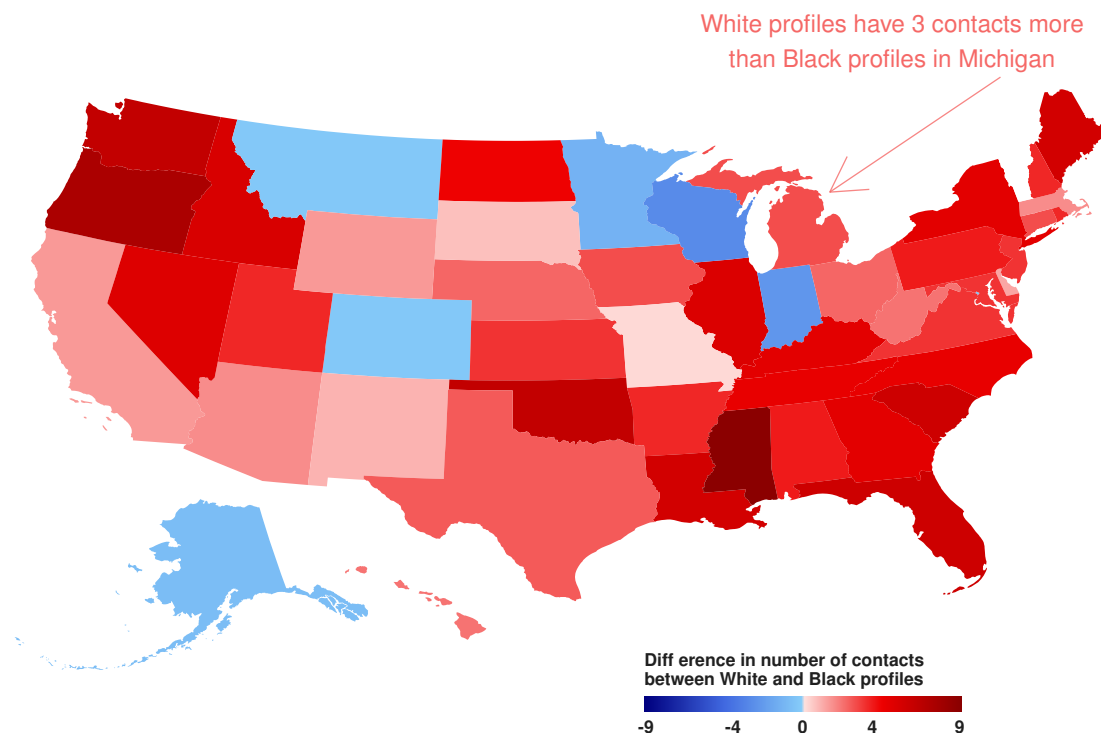 White profiles have 3 contacts more
than Black profiles in Michigan
Diff erence in number of contacts
between White and Black profiles
-9 -4 0 4 9